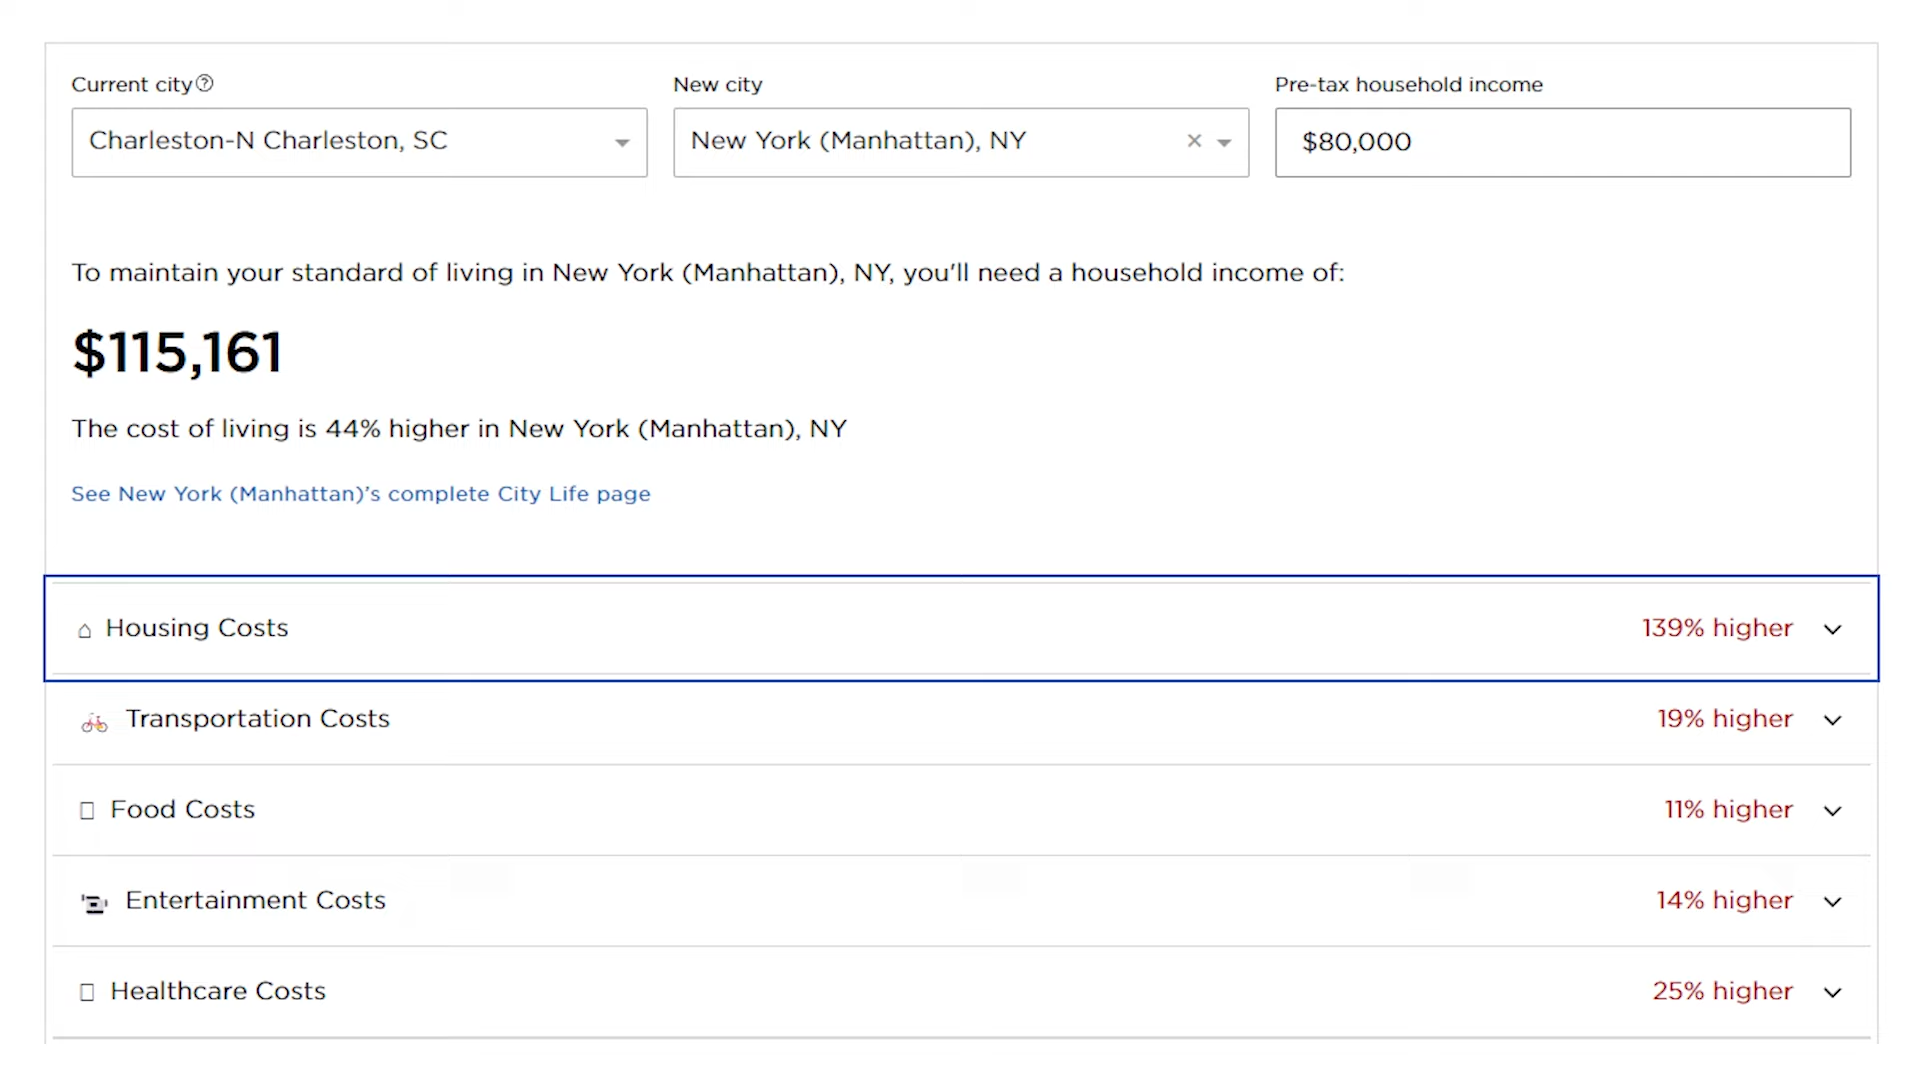 Current city
New city
Pre-tax household income
Charleston-N Charleston, SC
New York (Manhattan), NY
$80,000
To maintain your standard of living in New York (Manhattan), NY, you'll need a household income of:
$115,161
The cost of living is 44% higher in New York (Manhattan), NY
See New York (Manhattan)’s complete City Life page
Housing Costs 139% higher
Transportation Costs 19% higher
Food Costs 11% higher
Entertainment Costs 14% higher
Healthcare Costs 25% higher